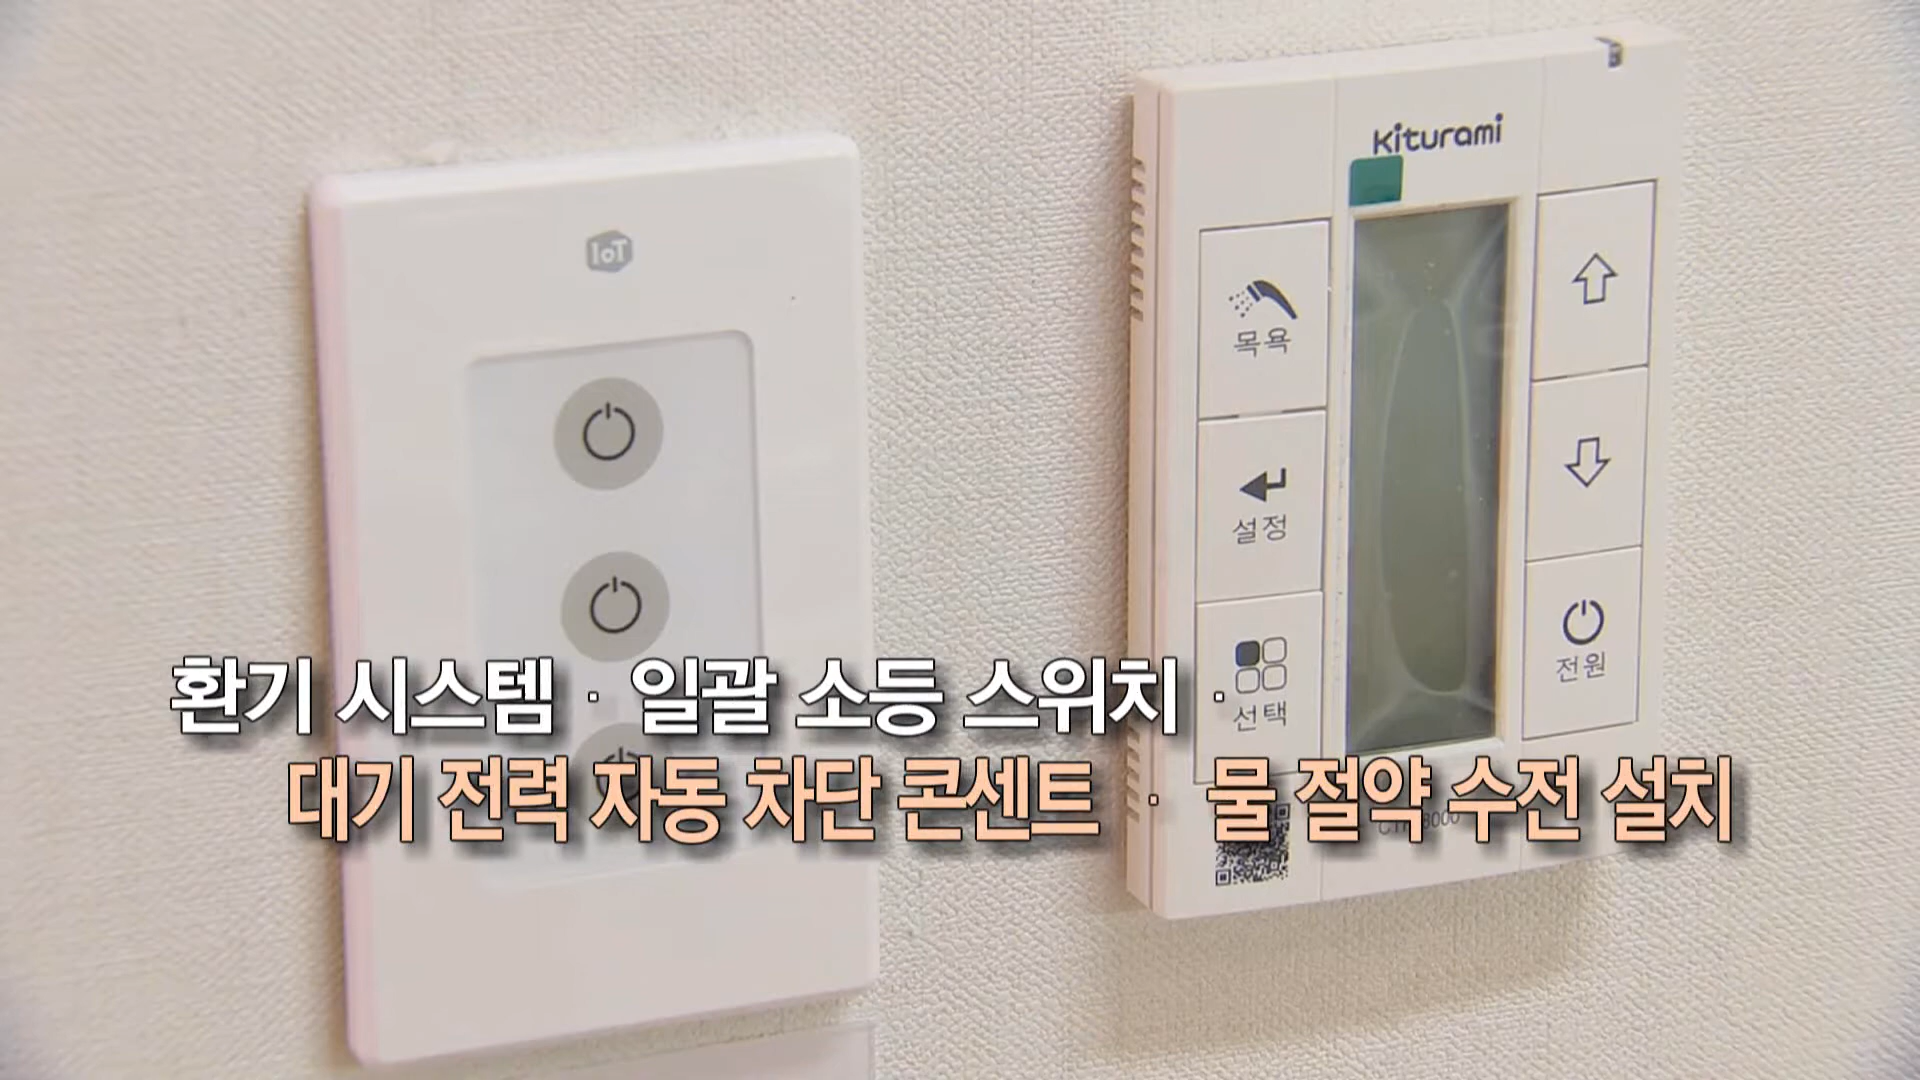 IoT
Kiturami
목욕
설정
선택
전원
환기 시스템 · 일괄 소등 스위치 ·
대기 전력 자동 차단 콘센트 · 물 절약 수전 설치